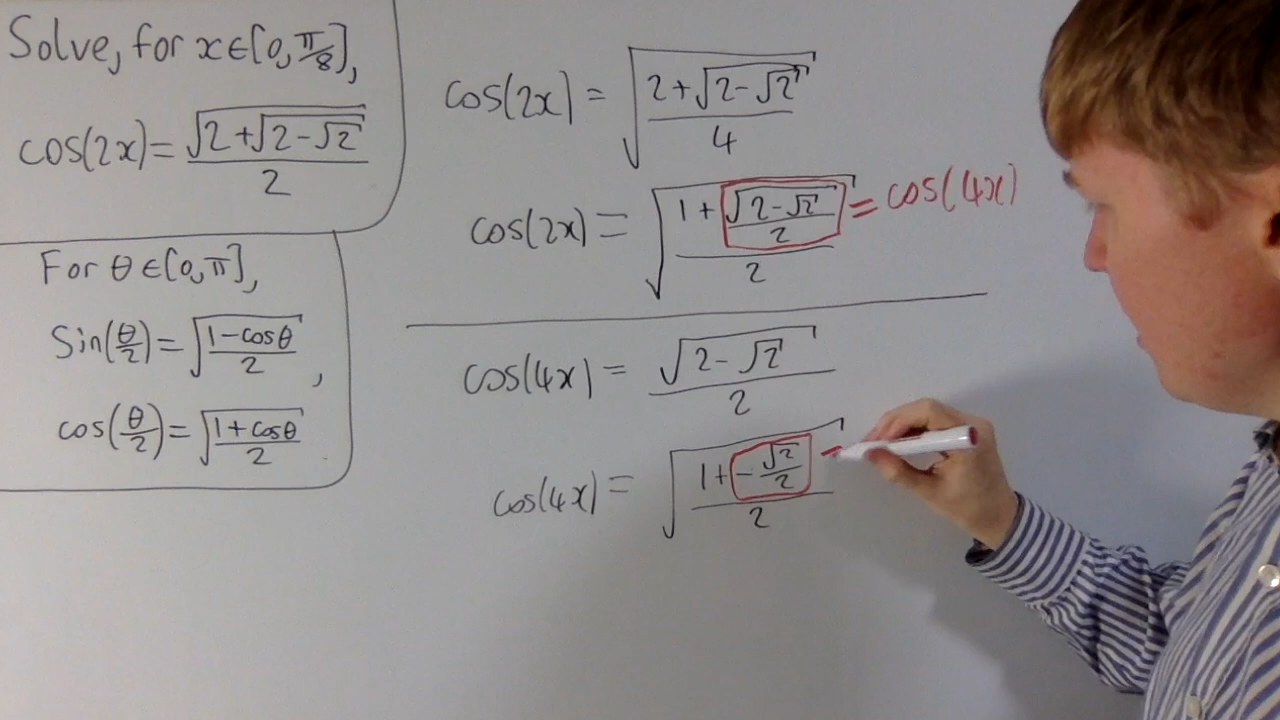 Solve, for x∈[0, π/8],
cos(2x) = √(2+√(2-√2))/2
For θ∈[0, π],
Sin(θ/2) = √((1-cosθ)/2) ,
cos(θ/2) = √((1+cosθ)/2)
cos(2x) = √((2+√(2-√2))/4)
cos(2x) = √((1+√(2-√2)/2)/2) = cos(4x)
cos(4x) = √(2-√2)/2
cos(4x) = √((1+-√2/2)/2)